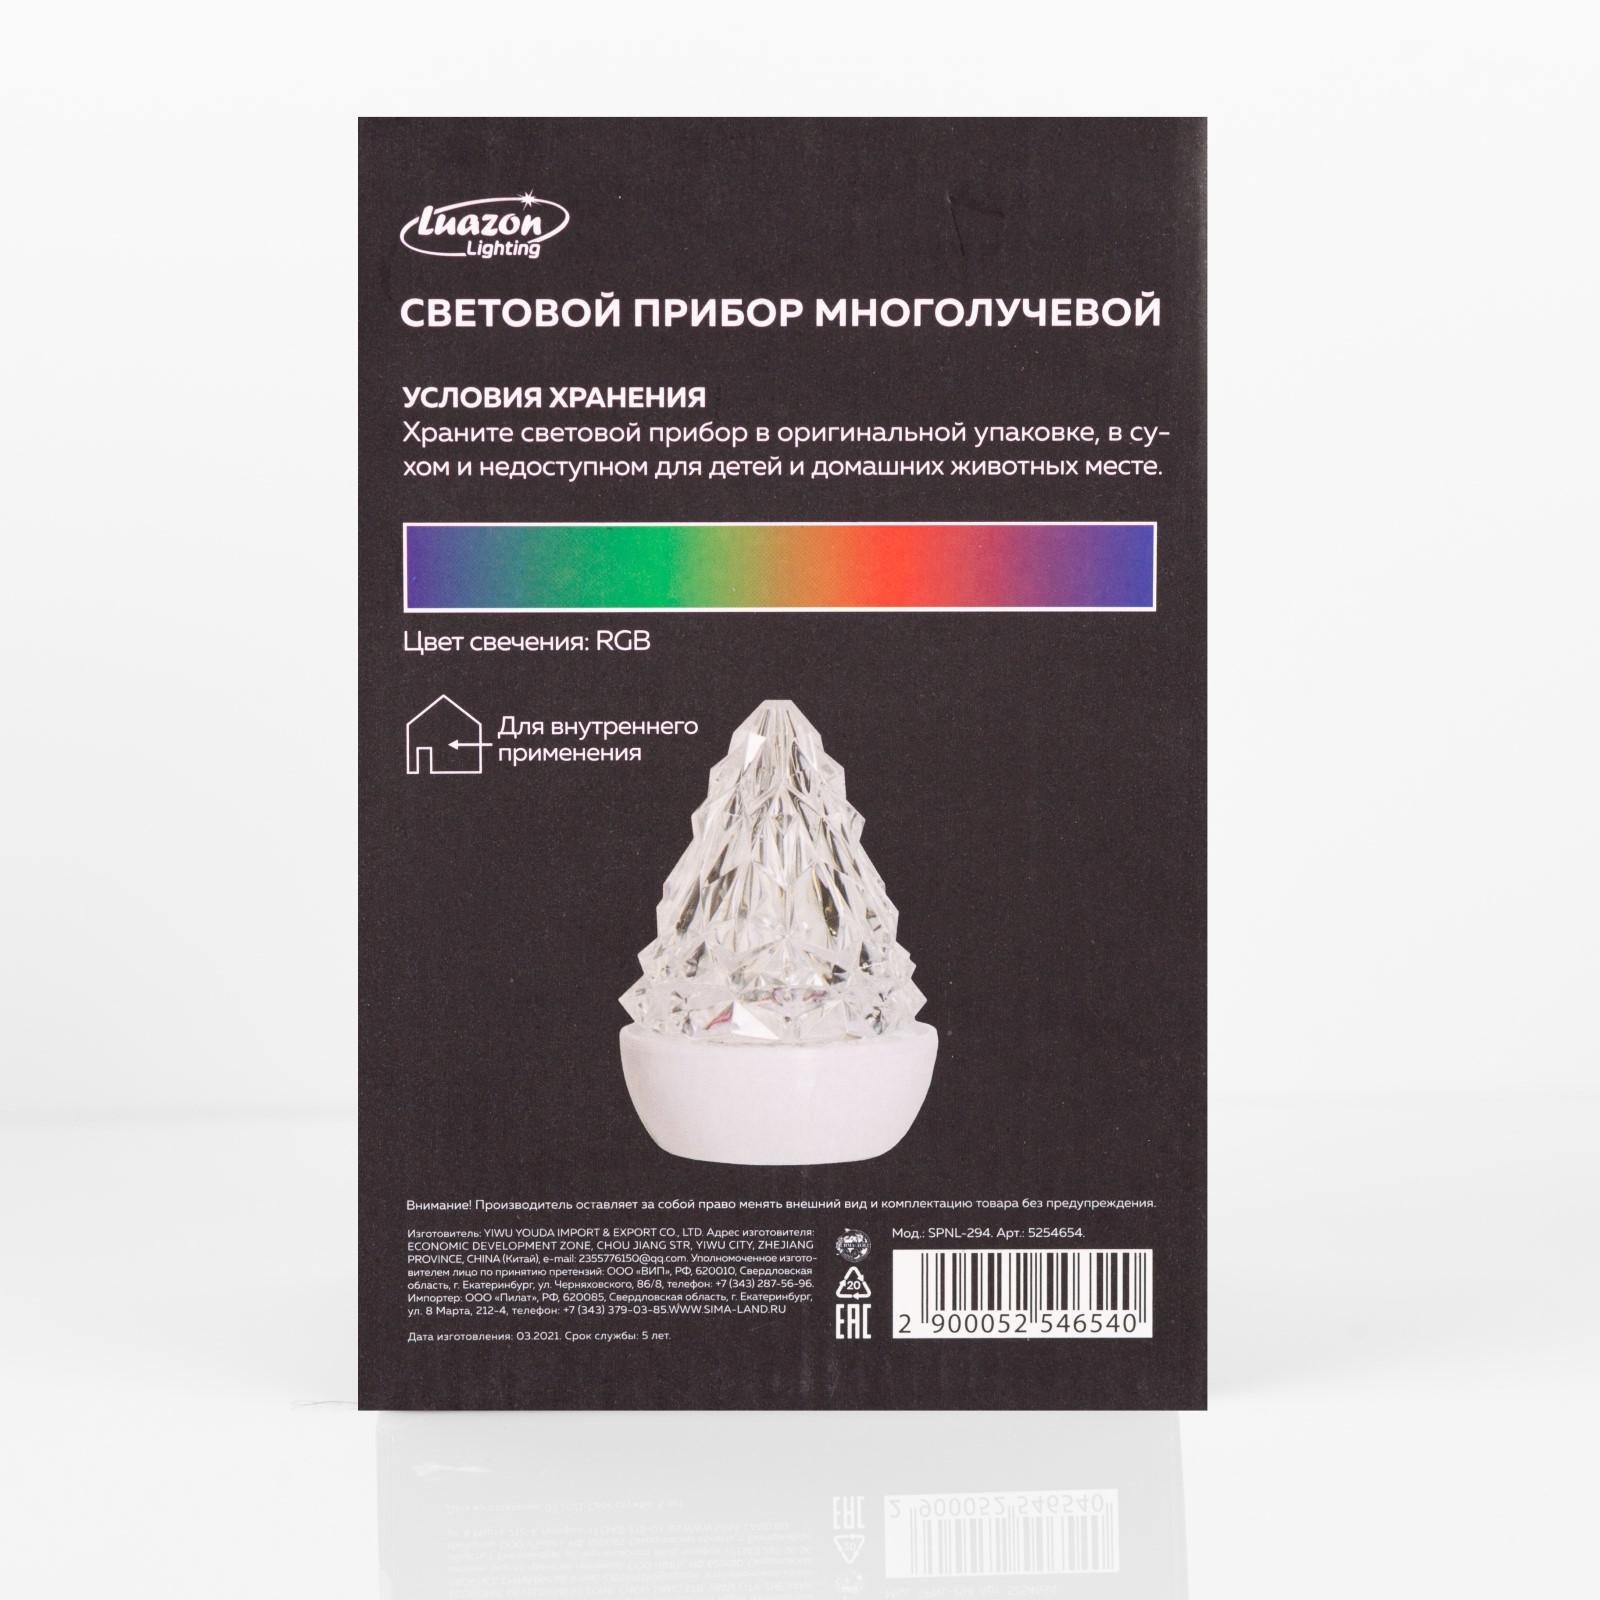 Luazon
Lighting
СВЕТОВОЙ ПРИБОР МНОГОЛУЧЕВОЙ
УСЛОВИЯ ХРАНЕНИЯ
Храните световой прибор в оригинальной упаковке, в су-
хом и недоступном для детей и домашних животных месте.
Цвет свечения: RGB
Для внутреннего
применения
Внимание! Производитель оставляет за собой право менять внешний вид и комплектацию товара без предупреждения.
Изготовитель: YIWU YOUDA IMPORT & EXPORT CO., LTD. Адрес изготовителя:
ECONOMIC DEVELOPMENT ZONE, CHOU JIANG STR, YIWU CITY, ZHEJIANG
PROVINCE, CHINA (Китай), e-mail: 2355776150@qq.com. Уполномоченное изгото-
вителем лицо по принятию претензий: ООО «ВИП», РФ, 620010, Свердловская
область, г. Екатеринбург, ул. Черняховского, 86/8, телефон: +7 (343) 287-56-96.
Импортер: ООО «Пилат», РФ, 620085, Свердловская область, г. Екатеринбург,
ул. 8 Марта, 212-4, телефон: +7 (343) 379-03-85.WWW.SIMA-LAND.RU
Дата изготовления: 03.2021. Срок службы: 5 лет.
20
EAC
Мод.: SPNL-294. Арт.: 5254654.
2 900052 546540